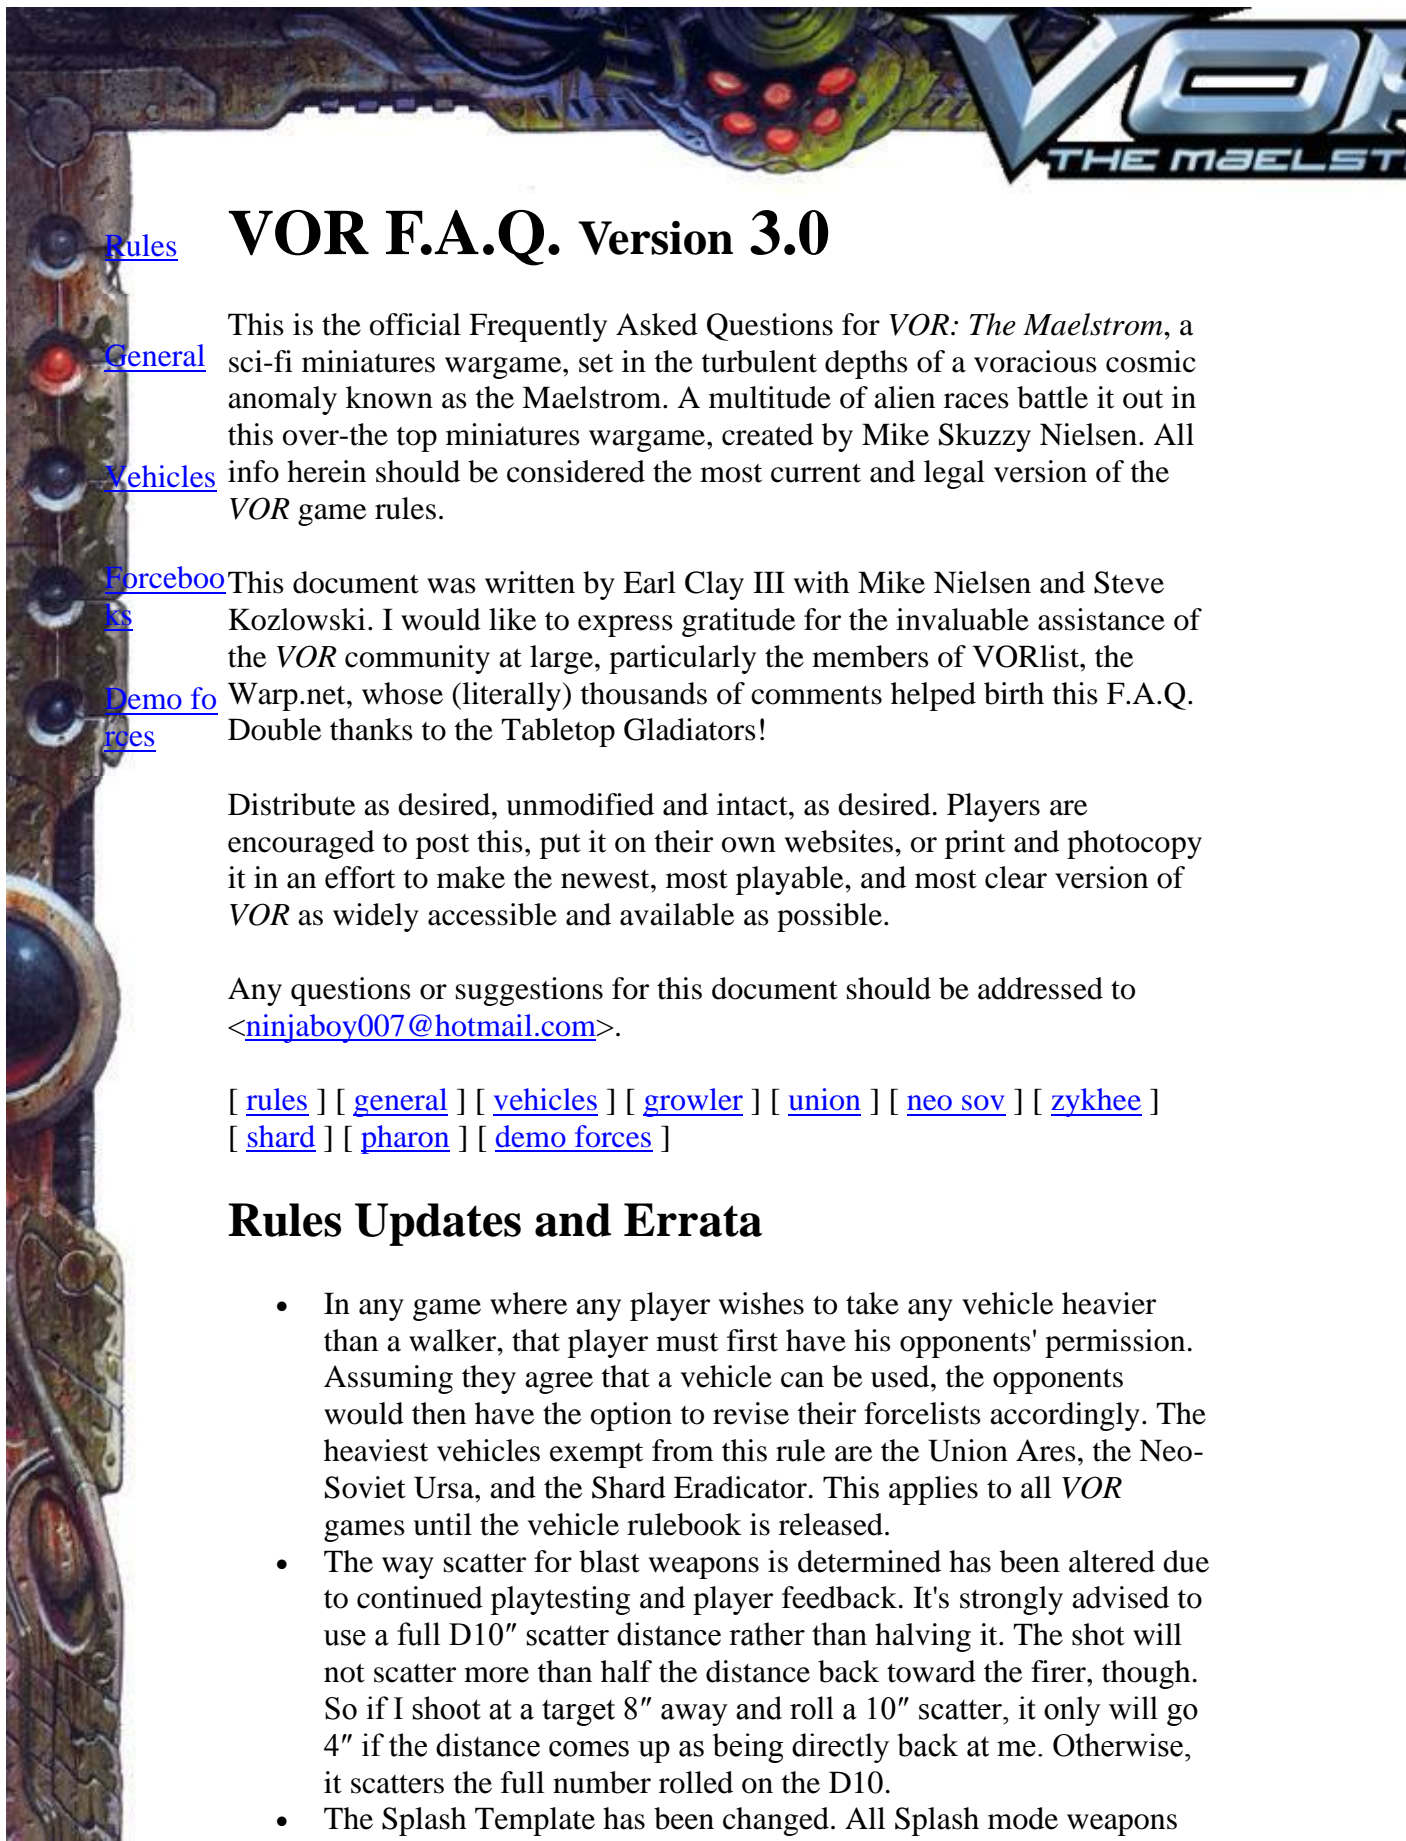 VOR
THE MAELST
VOR F.A.Q. Version 3.0
Rules
General
Vehicles
Forceboo
ks
Demo fo
rces
This is the official Frequently Asked Questions for VOR: The Maelstrom, a
sci-fi miniatures wargame, set in the turbulent depths of a voracious cosmic
anomaly known as the Maelstrom. A multitude of alien races battle it out in
this over-the top miniatures wargame, created by Mike Skuzzy Nielsen. All
info herein should be considered the most current and legal version of the
VOR game rules.
This document was written by Earl Clay III with Mike Nielsen and Steve
Kozlowski. I would like to express gratitude for the invaluable assistance of
the VOR community at large, particularly the members of VORlist, the
Warp.net, whose (literally) thousands of comments helped birth this F.A.Q.
Double thanks to the Tabletop Gladiators!
Distribute as desired, unmodified and intact, as desired. Players are
encouraged to post this, put it on their own websites, or print and photocopy
it in an effort to make the newest, most playable, and most clear version of
VOR as widely accessible and available as possible.
Any questions or suggestions for this document should be addressed to
<ninjaboy007@hotmail.com>.
[ rules ] [ general ] [ vehicles ] [ growler ] [ union ] [ neo sov ] [ zykhee ]
[ shard ] [ pharon ] [ demo forces ]
Rules Updates and Errata
• In any game where any player wishes to take any vehicle heavier
than a walker, that player must first have his opponents' permission.
Assuming they agree that a vehicle can be used, the opponents
would then have the option to revise their forcelists accordingly. The
heaviest vehicles exempt from this rule are the Union Ares, the Neo-
Soviet Ursa, and the Shard Eradicator. This applies to all VOR
games until the vehicle rulebook is released.
• The way scatter for blast weapons is determined has been altered due
to continued playtesting and player feedback. It's strongly advised to
use a full D10″ scatter distance rather than halving it. The shot will
not scatter more than half the distance back toward the firer, though.
So if I shoot at a target 8″ away and roll a 10″ scatter, it only will go
4″ if the distance comes up as being directly back at me. Otherwise,
it scatters the full number rolled on the D10.
• The Splash Template has been changed. All Splash mode weapons